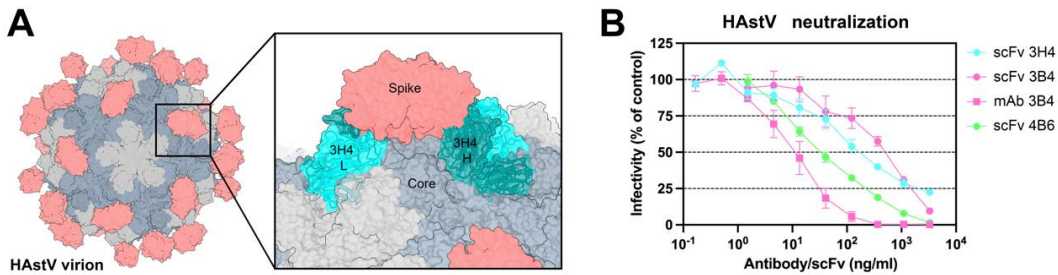 A
Spike
3H4
L
3H4
H
Core
HAstV virion
B
HAstV neutralization
Infectivity (% of control)
125
100
75
50
25
0
10-1
100
101
102
103
104
Antibody/scFv (ng/ml)
scFv 3H4
scFv 3B4
mAb 3B4
scFv 4B6